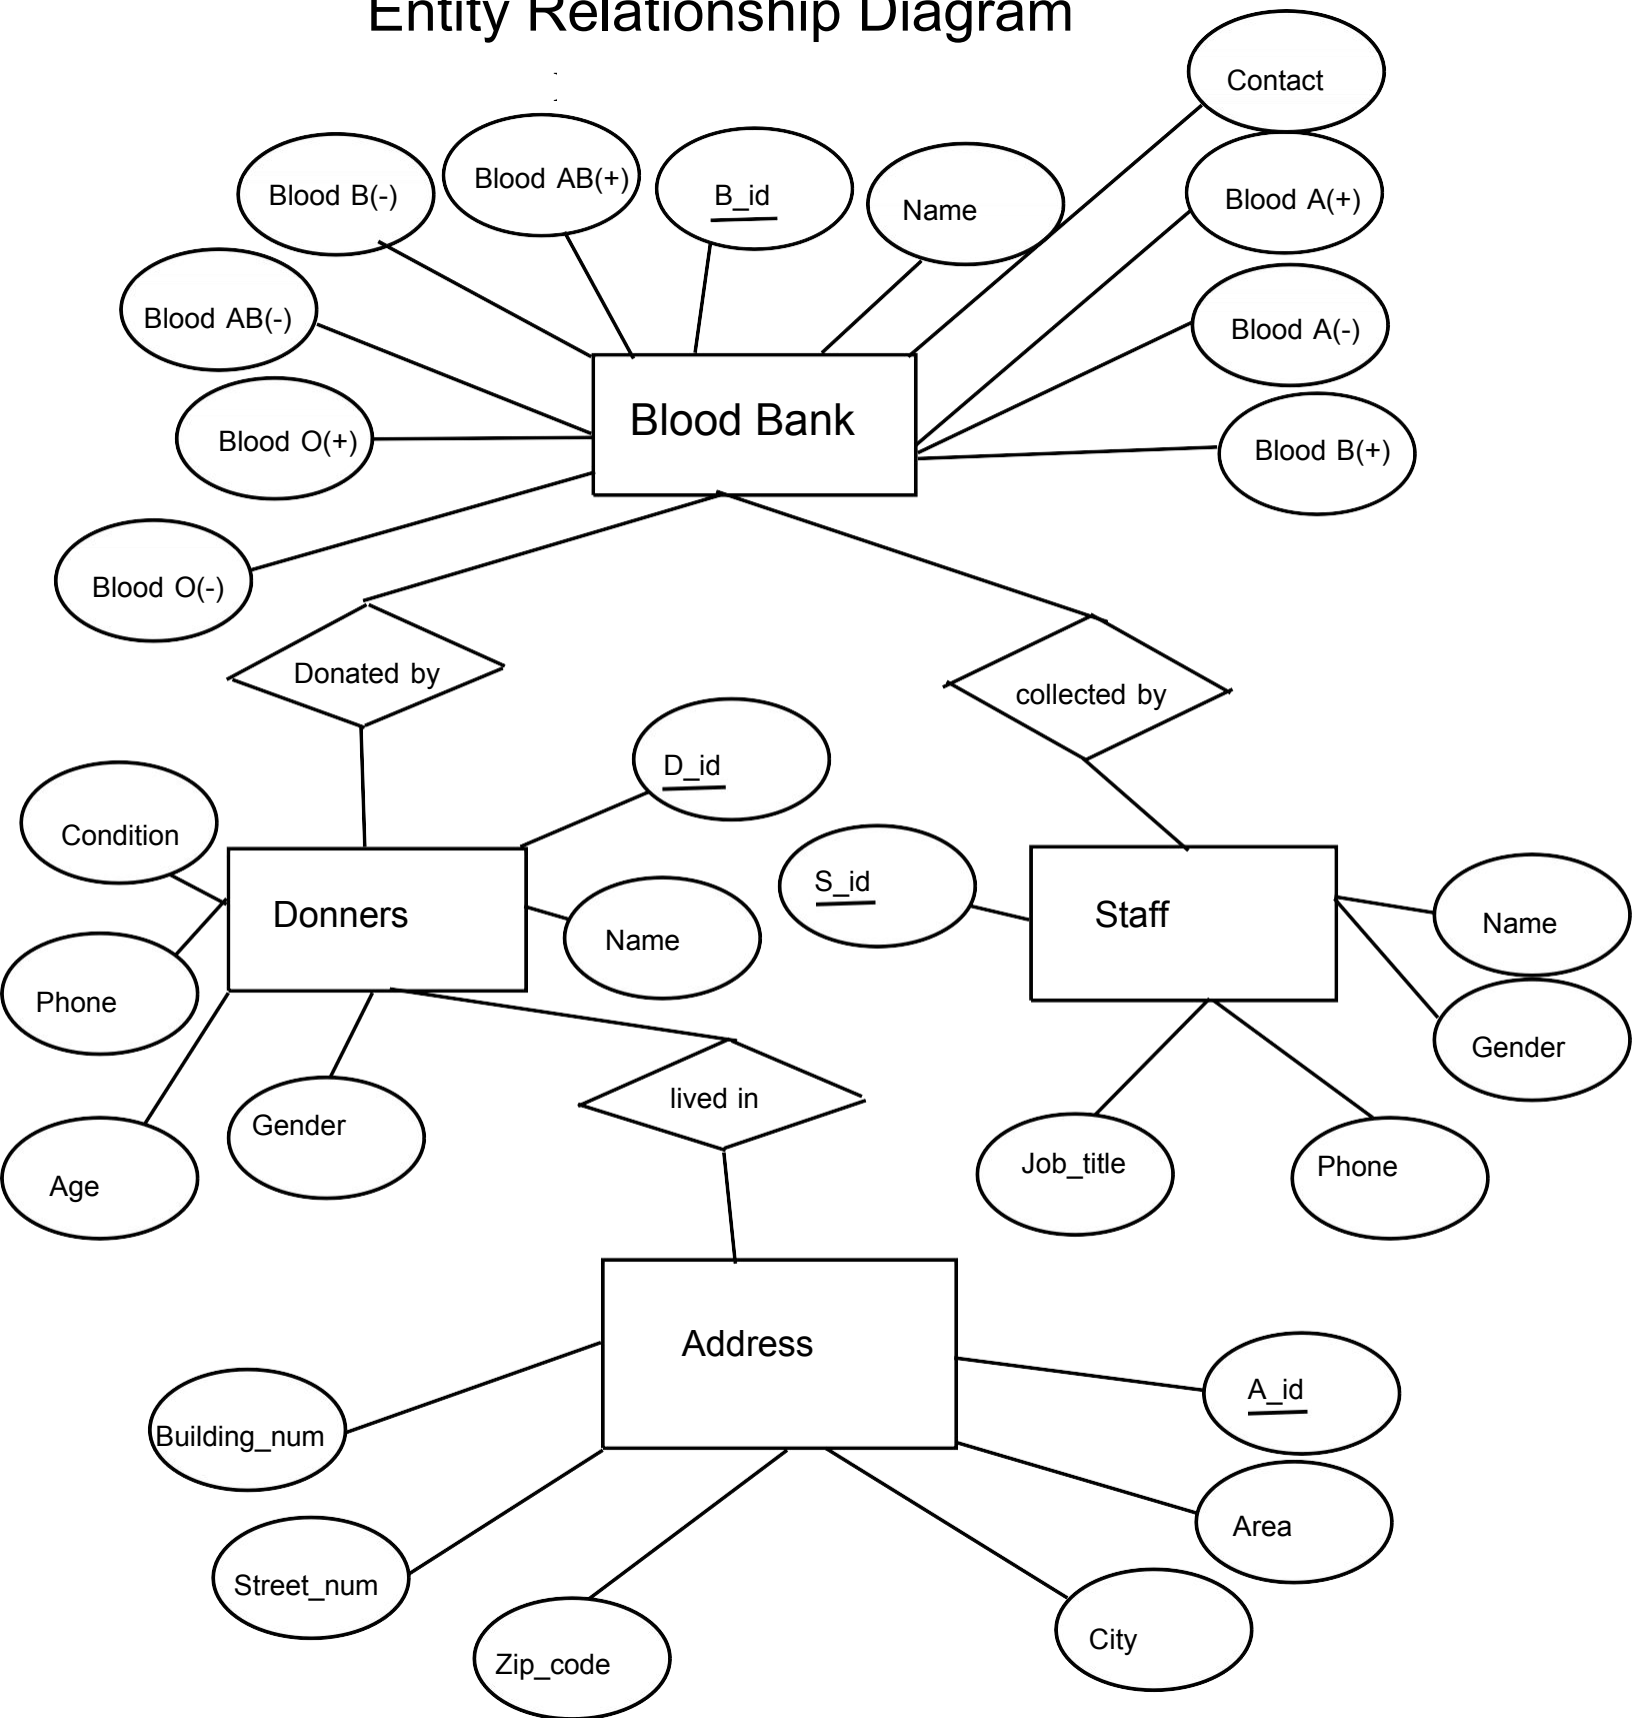 Entity Relationship Diagram
Contact
Blood AB(+)
Blood B(-)
B_id
Name
Blood A(+)
Blood AB(-)
Blood A(-)
Blood Bank
Blood O(+)
Blood B(+)
Blood O(-)
Donated by
collected by
D_id
Condition
S_id
Donners
Staff
Name
Name
Phone
Gender
lived in
Gender
Age
Job_title
Phone
Address
A_id
Building_num
Area
Street_num
City
Zip_code